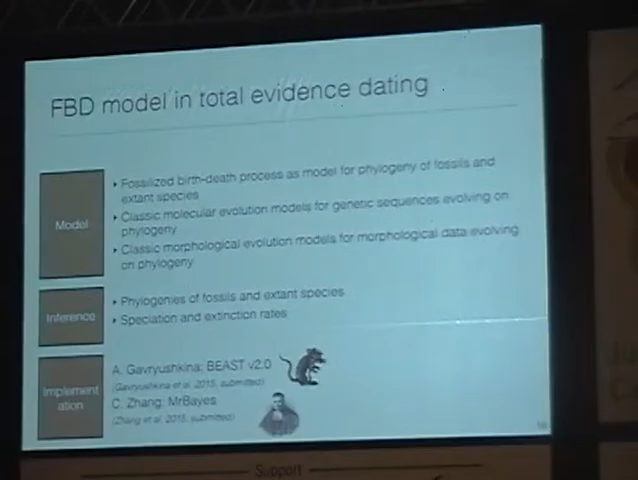 FBD model in total evidence dating
Model
▸ Fossilized birth-death process as model for phylogeny of fossils and
extant species
▸ Classic molecular evolution models for genetic sequences evolving on
phylogeny
▸ Classic morphological evolution models for morphological data evolving
on phylogeny
Inference
▸ Phylogenies of fossils and extant species
▸ Speciation and extinction rates
Implement
ation
A. Gavryushkina: BEAST v2.0
(Gavryushkina et al. 2015, submitted)
C. Zhang: MrBayes
(Zhang et al. 2015, submitted)
Support